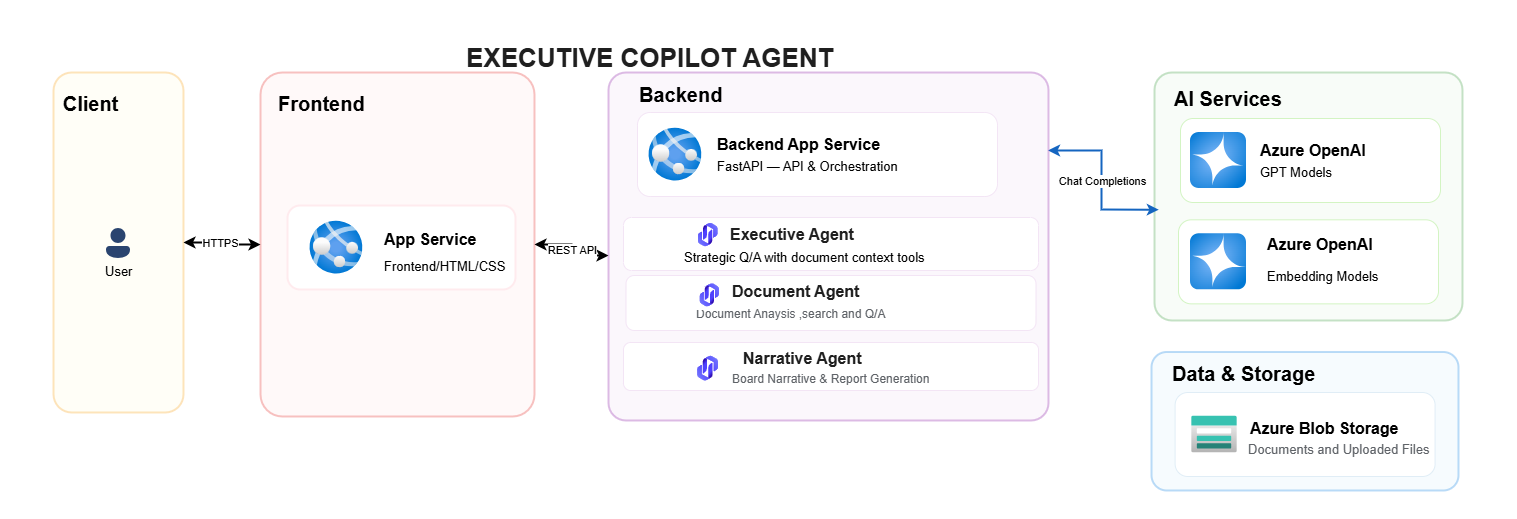 EXECUTIVE COPILOT AGENT
Client
User
HTTPS
Frontend
App Service
Frontend/HTML/CSS
REST API
Backend
Backend App Service
FastAPI — API & Orchestration
Executive Agent
Strategic Q/A with document context tools
Document Agent
Document Anaysis ,search and Q/A
Narrative Agent
Board Narrative & Report Generation
Chat Completions
AI Services
Azure OpenAI
GPT Models
Azure OpenAI
Embedding Models
Data & Storage
Azure Blob Storage
Documents and Uploaded Files